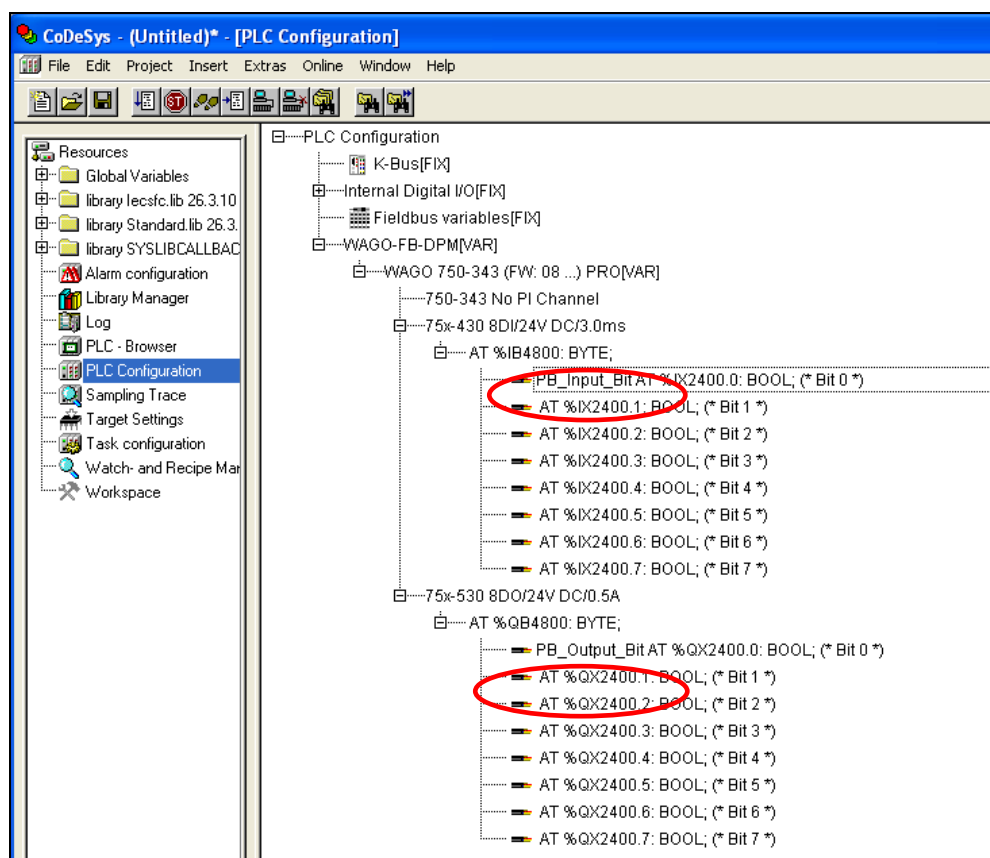 CoDeSys - (Untitled)* - [PLC Configuration]
File Edit Project Insert Extras Online Window Help
ST
Resources
Global Variables
library Iecsfc.lib 26.3.10
library Standard.lib 26.3.
library SYSLIBCALLBAC
Alarm configuration
Library Manager
Log
PLC - Browser
PLC Configuration
Sampling Trace
Target Settings
Task configuration
Watch- and Recipe Mar
Workspace
PLC Configuration
K-Bus[FIX]
Internal Digital I/O[FIX]
Fieldbus variables[FIX]
WAGO-FB-DPM[VAR]
WAGO 750-343 (FW: 08 ...) PRO[VAR]
750-343 No PI Channel
75x-430 8DI/24V DC/3.0ms
AT %IB4800: BYTE;
PB_Input_Bit AT %IX2400.0: BOOL; (* Bit 0 *)
AT %IX2400.1: BOOL; (* Bit 1 *)
AT %IX2400.2: BOOL; (* Bit 2 *)
AT %IX2400.3: BOOL; (* Bit 3 *)
AT %IX2400.4: BOOL; (* Bit 4 *)
AT %IX2400.5: BOOL; (* Bit 5 *)
AT %IX2400.6: BOOL; (* Bit 6 *)
AT %IX2400.7: BOOL; (* Bit 7 *)
75x-530 8DO/24V DC/0.5A
AT %QB4800: BYTE;
PB_Output_Bit AT %QX2400.0: BOOL; (* Bit 0 *)
AT %QX2400.1: BOOL; (* Bit 1 *)
AT %QX2400.2: BOOL; (* Bit 2 *)
AT %QX2400.3: BOOL; (* Bit 3 *)
AT %QX2400.4: BOOL; (* Bit 4 *)
AT %QX2400.5: BOOL; (* Bit 5 *)
AT %QX2400.6: BOOL; (* Bit 6 *)
AT %QX2400.7: BOOL; (* Bit 7 *)